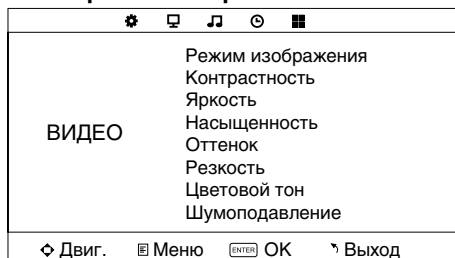 Режим изображения
Контрастность
Яркость
ВИДЕО
Насыщенность
Оттенок
Резкость
Цветовой тон
Шумоподавление
Двиг. Меню ENTER OK Выход